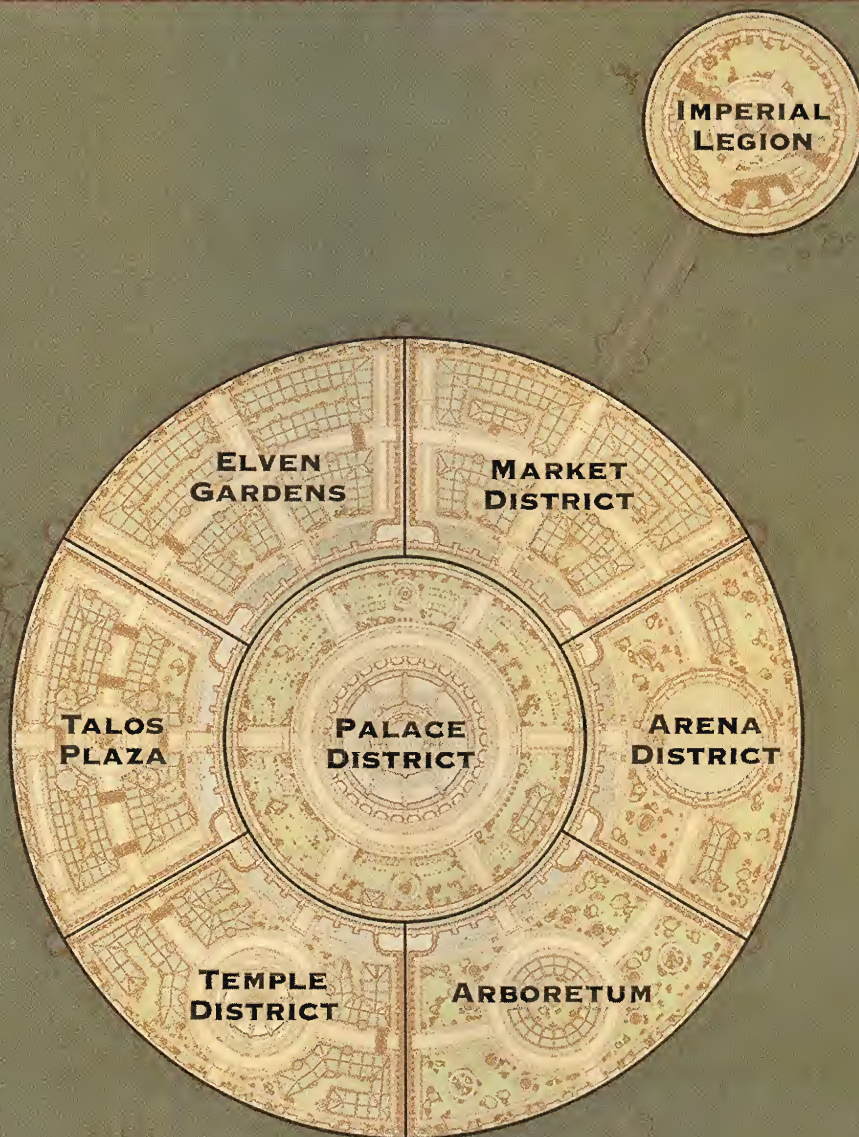 IMPERIAL
LEGION
ELVEN
GARDENS
MARKET
DISTRICT
TALOS
PLAZA
PALACE
DISTRICT
ARENA
DISTRICT
TEMPLE
DISTRICT
ARBORETUM